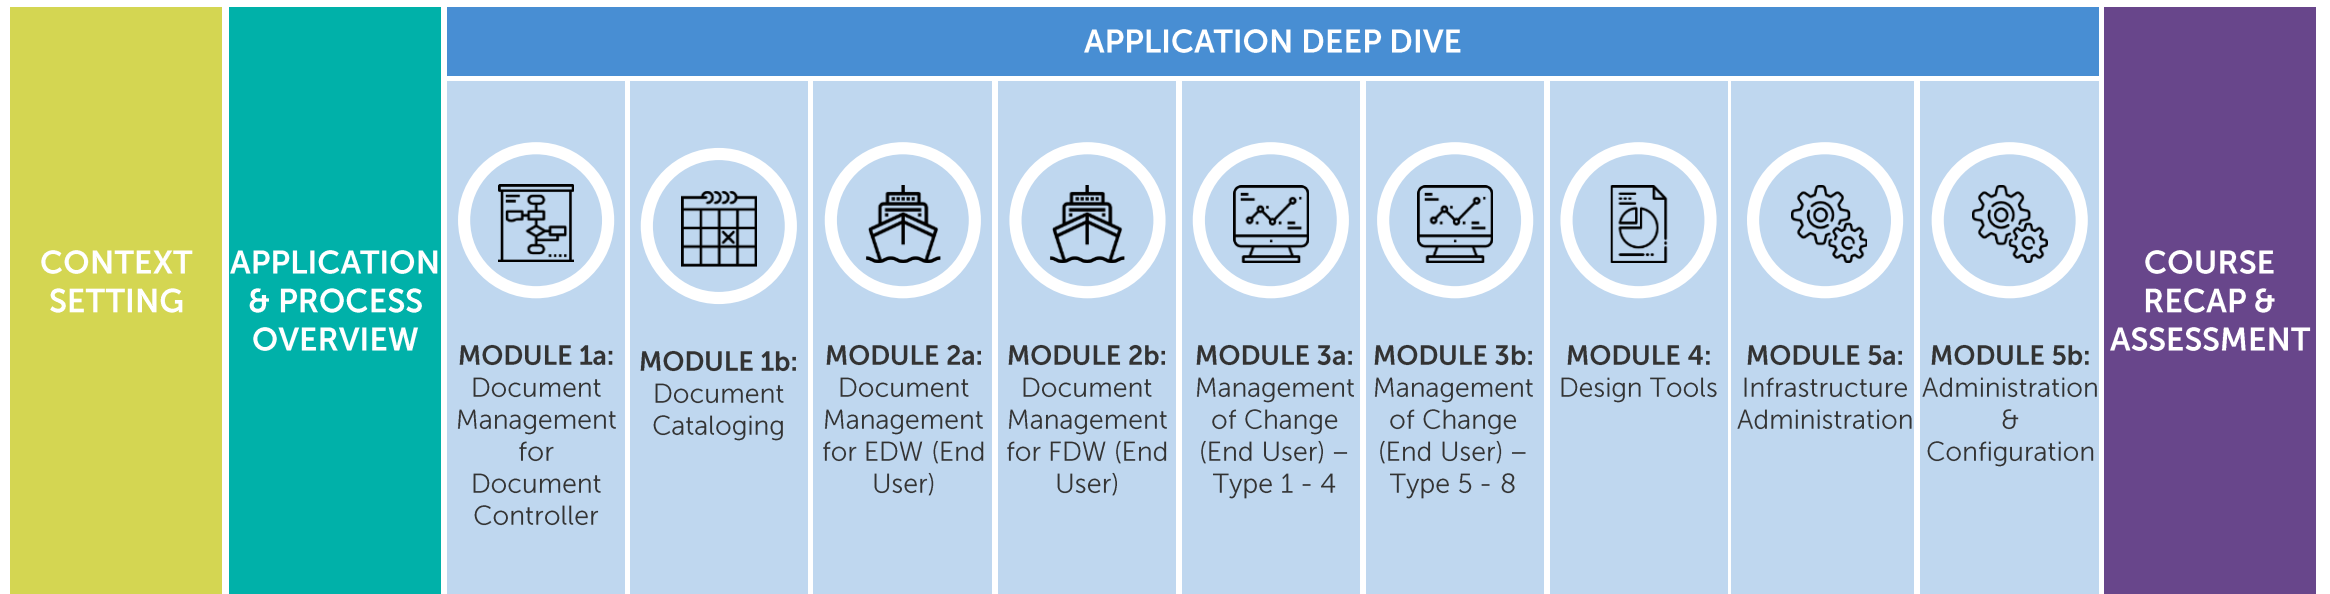 CONTEXT
SETTING
APPLICATION
& PROCESS
OVERVIEW
APPLICATION DEEP DIVE
MODULE 1a:
Document
Management
for
Document
Controller
MODULE 1b:
Document
Cataloging
MODULE 2a:
Document
Management
for EDW (End
User)
MODULE 2b:
Document
Management
for FDW (End
User)
MODULE 3a:
Management
of Change
(End User) –
Type 1 - 4
MODULE 3b:
Management
of Change
(End User) –
Type 5 - 8
MODULE 4:
Design Tools
MODULE 5a:
Infrastructure
Administration
MODULE 5b:
Administration
&
Configuration
COURSE
RECAP &
ASSESSMENT